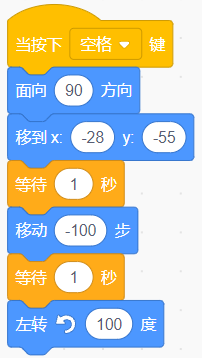 当按下 空格 键
面向 90 方向
移到 x: -28 y: -55
等待 1 秒
移动 -100 步
等待 1 秒
左转 100 度